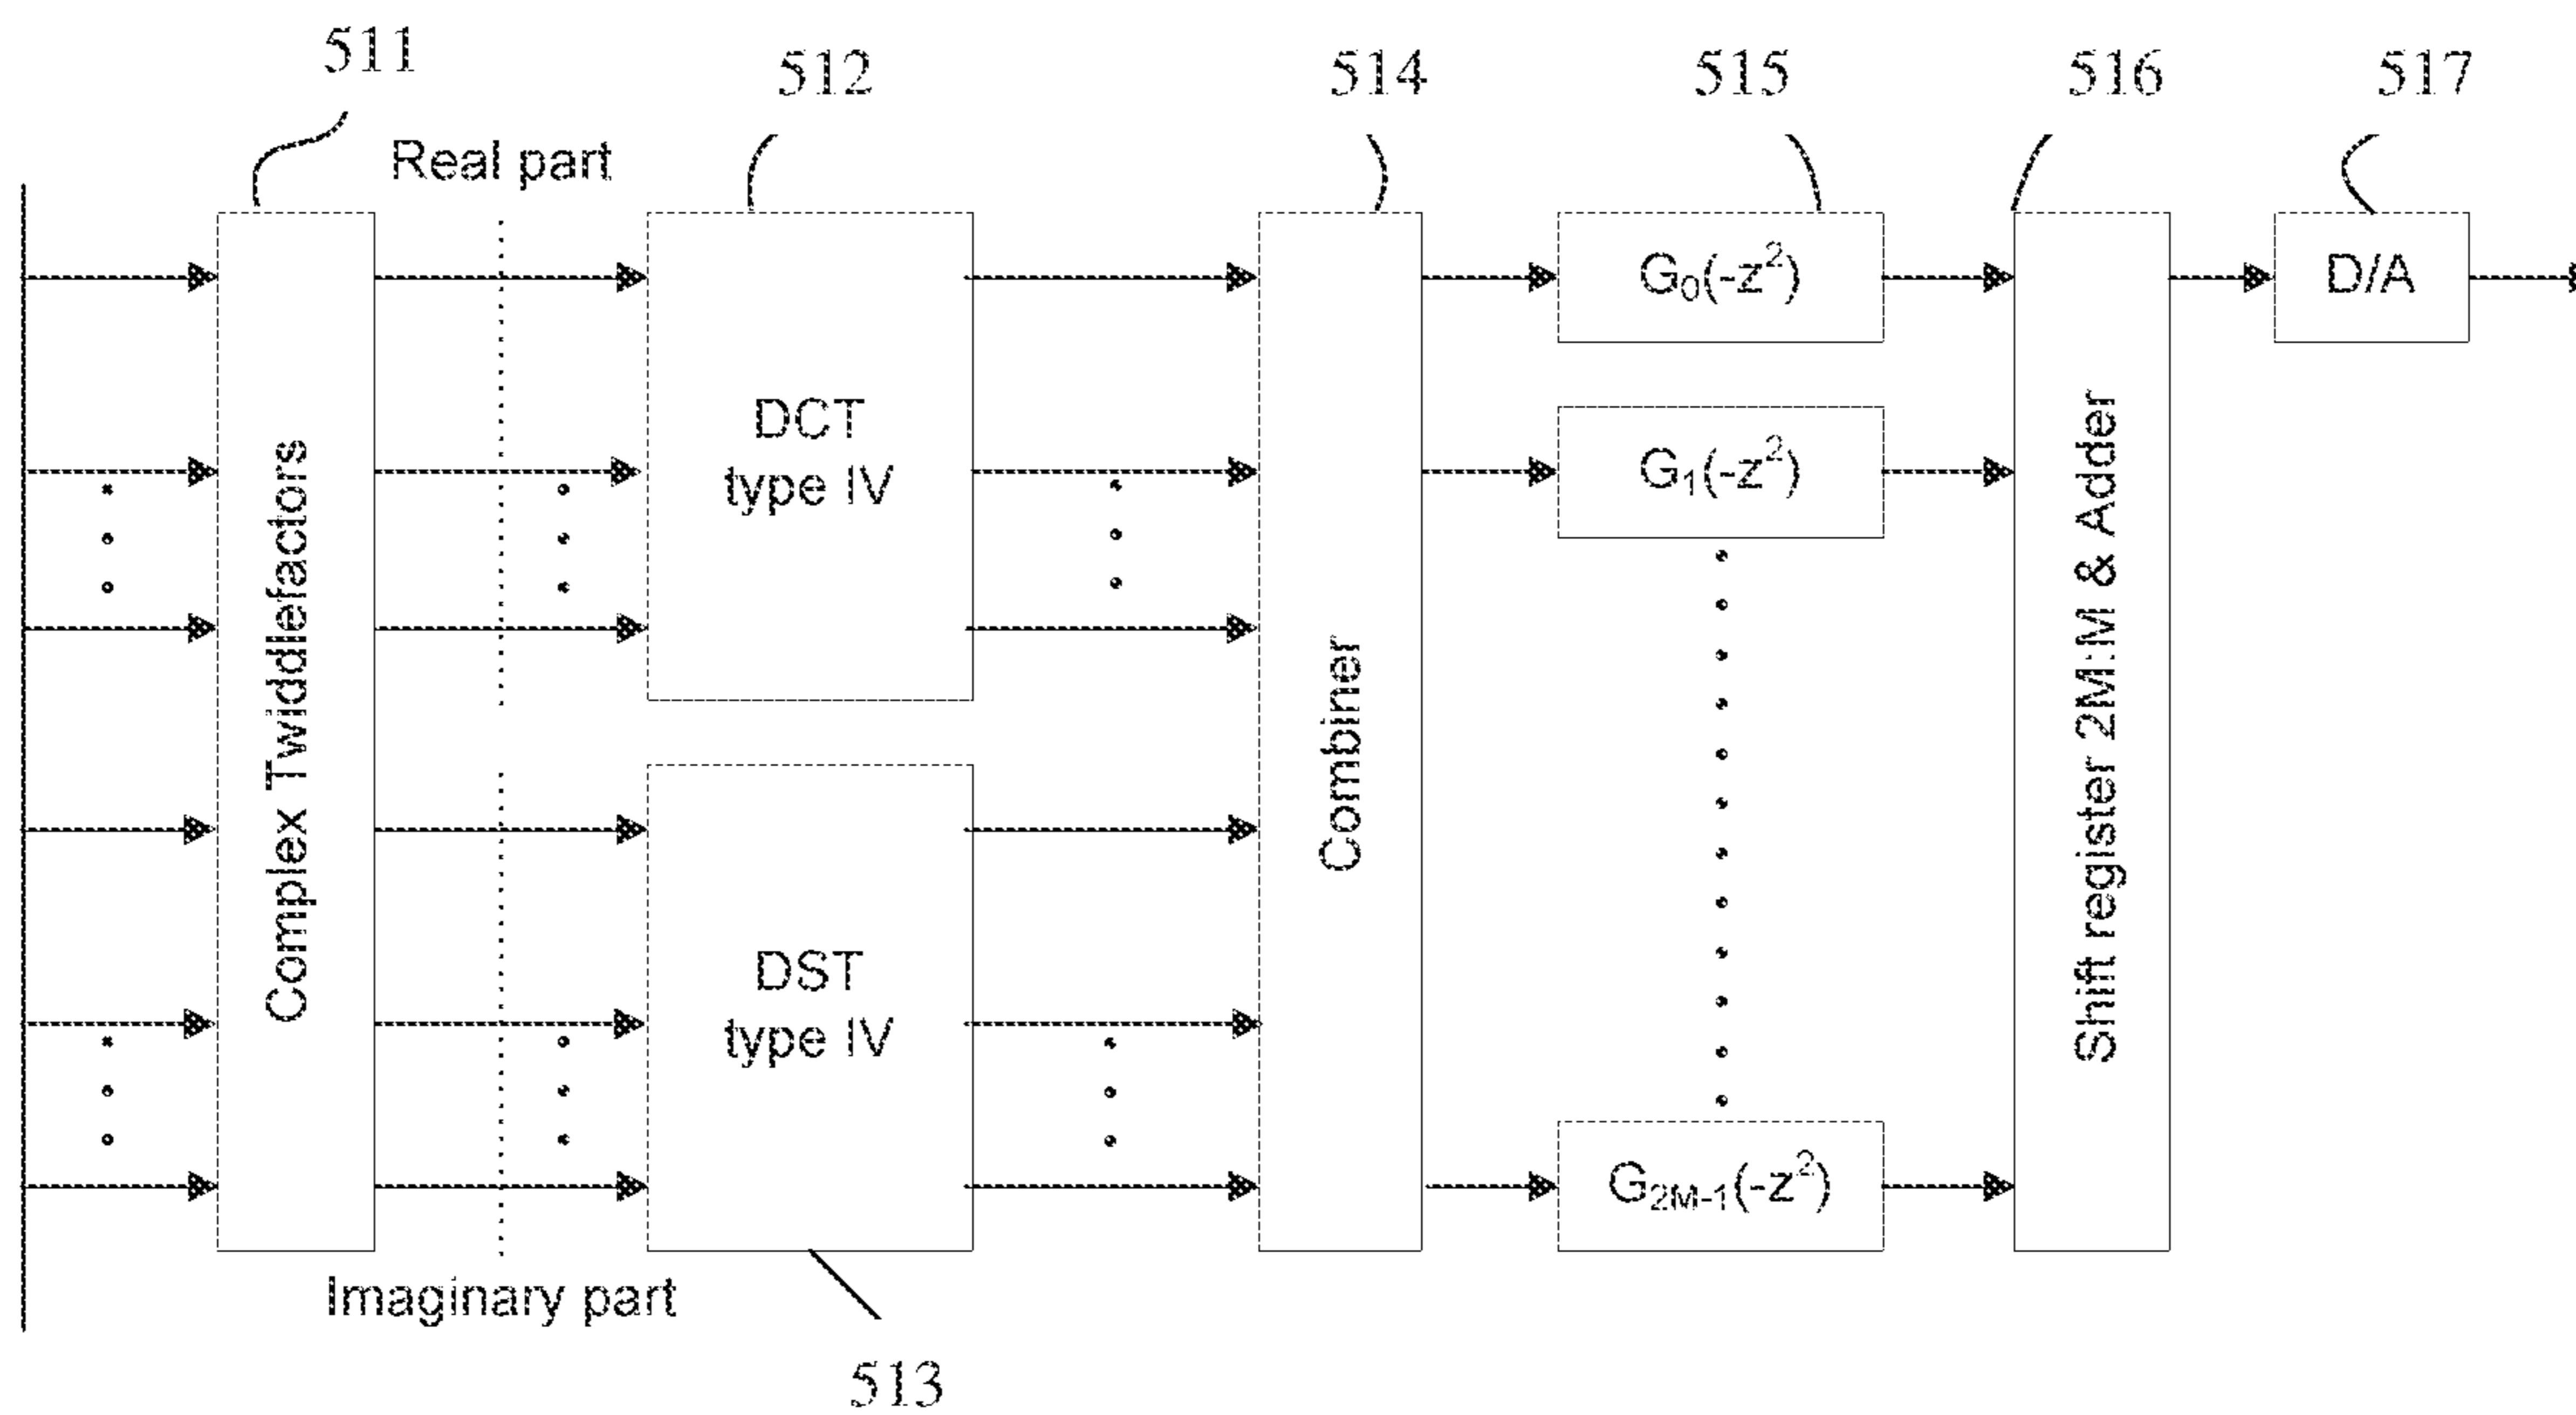 511
512
514
515
516
517
Real part
Complex Twiddlefactors
DCT
type IV
DST
type IV
Combiner
G₀(-z²)
G₁(-z²)
G₂M-₁(-z²)
Shift register 2M:M & Adder
D/A
Imaginary part
513